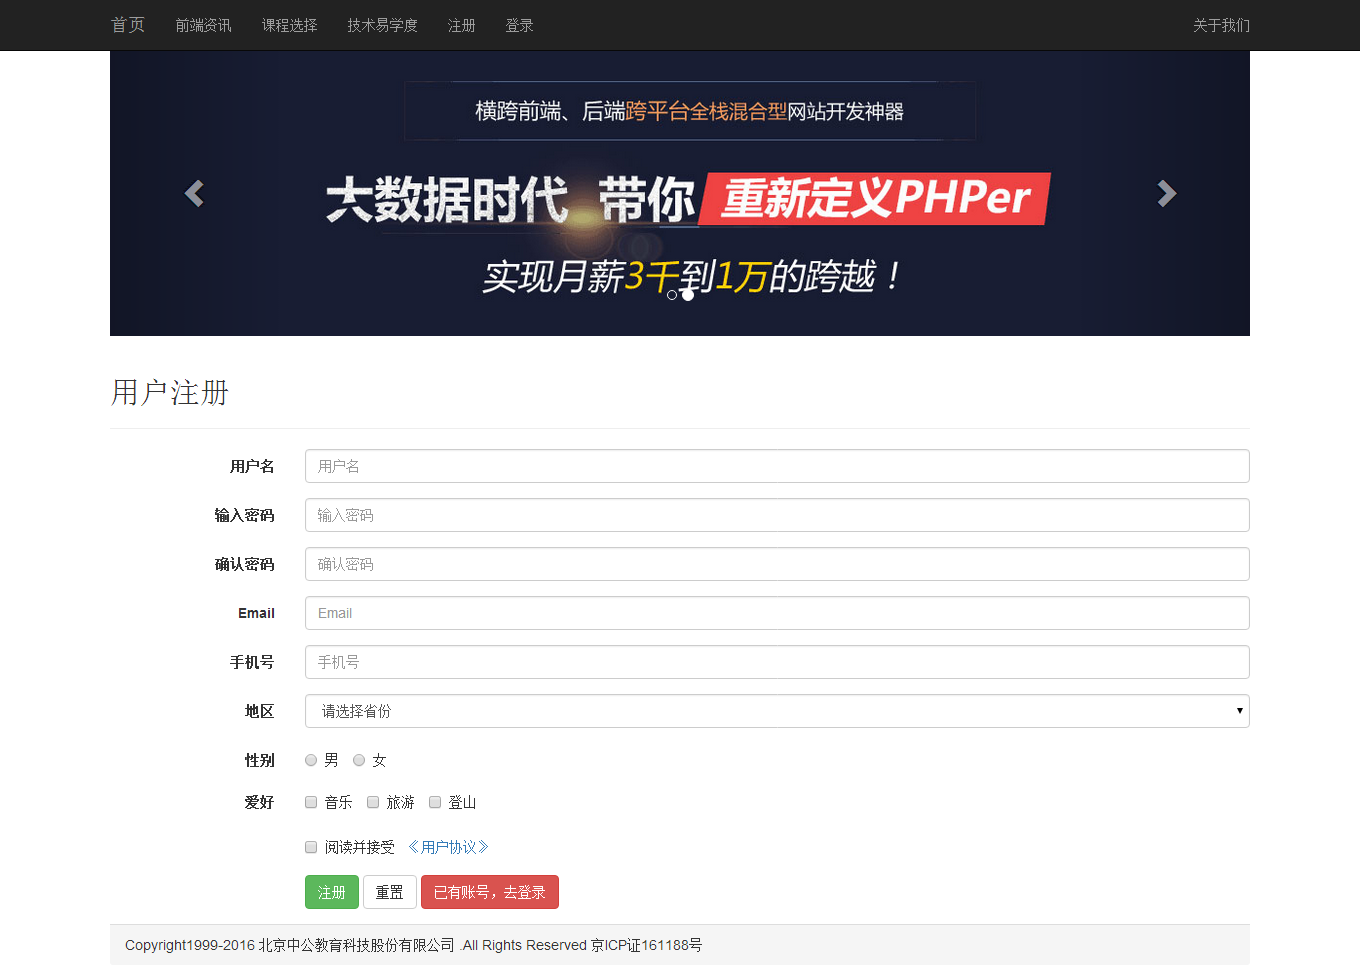 首页 前端资讯 课程选择 技术易学度 注册 登录 关于我们
横跨前端、后端跨平台全栈混合型网站开发神器
大数据时代 带你 重新定义PHPer
实现月薪3千到1万的跨越！
用户注册
用户名 用户名
输入密码 输入密码
确认密码 确认密码
Email Email
手机号 手机号
地区 请选择省份
性别 男 女
爱好 音乐 旅游 登山
阅读并接受 《用户协议》
注册 重置 已有账号，去登录
Copyright1999-2016 北京中公教育科技股份有限公司 .All Rights Reserved 京ICP证161188号